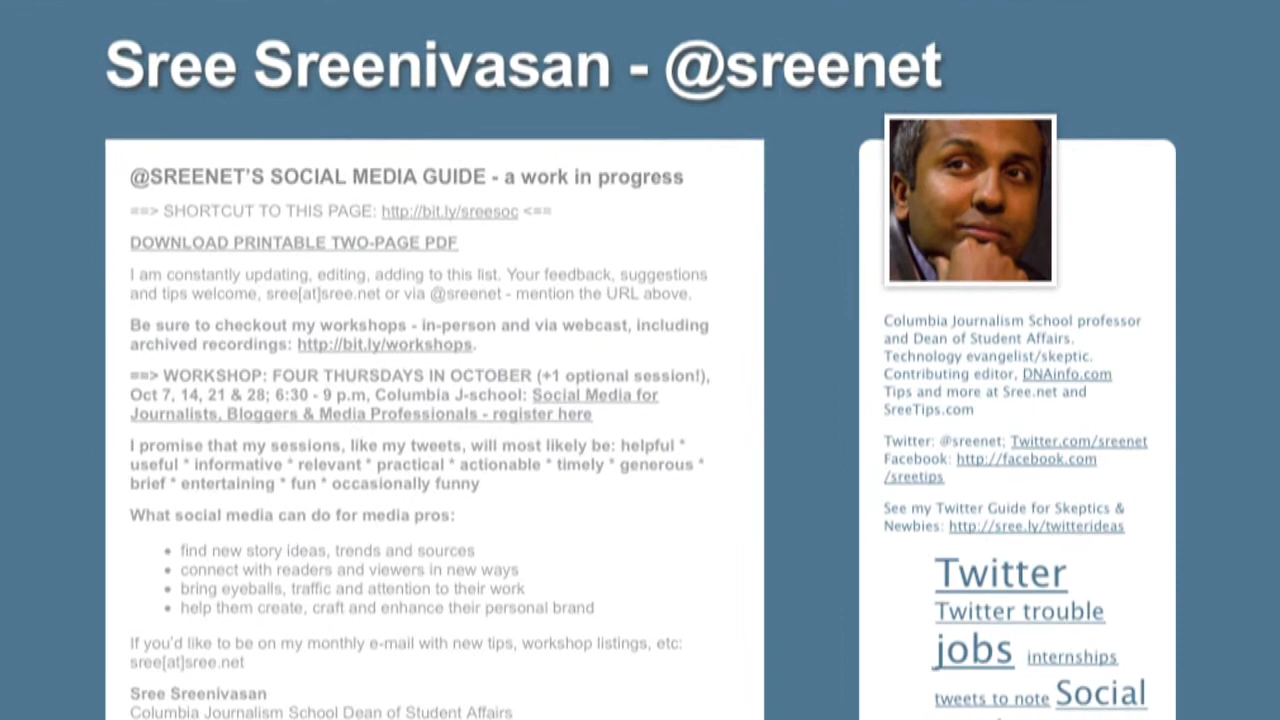 Sree Sreenivasan - @sreenet
@SREENET'S SOCIAL MEDIA GUIDE - a work in progress
==> SHORTCUT TO THIS PAGE: http://bit.ly/sreesoc <==
DOWNLOAD PRINTABLE TWO-PAGE PDF
I am constantly updating, editing, adding to this list. Your feedback, suggestions
and tips welcome, sree[at]sree.net or via @sreenet - mention the URL above.
Be sure to checkout my workshops - in-person and via webcast, including
archived recordings: http://bit.ly/workshops.
==> WORKSHOP: FOUR THURSDAYS IN OCTOBER (+1 optional session!),
Oct 7, 14, 21 & 28; 6:30 - 9 p.m, Columbia J-school: Social Media for
Journalists, Bloggers & Media Professionals - register here
I promise that my sessions, like my tweets, will most likely be: helpful *
useful * informative * relevant * practical * actionable * timely * generous *
brief * entertaining * fun * occasionally funny
What social media can do for media pros:
• find new story ideas, trends and sources
• connect with readers and viewers in new ways
• bring eyeballs, traffic and attention to their work
• help them create, craft and enhance their personal brand
If you'd like to be on my monthly e-mail with new tips, workshop listings, etc:
sree[at]sree.net
Sree Sreenivasan
Columbia Journalism School Dean of Student Affairs
Columbia Journalism School professor
and Dean of Student Affairs.
Technology evangelist/skeptic.
Contributing editor, DNAinfo.com
Tips and more at Sree.net and
SreeTips.com
Twitter: @sreenet; Twitter.com/sreenet
Facebook: http://facebook.com
/sreetips
See my Twitter Guide for Skeptics &
Newbies: http://sree.ly/twitterideas
Twitter
Twitter trouble
jobs internships
tweets to note Social